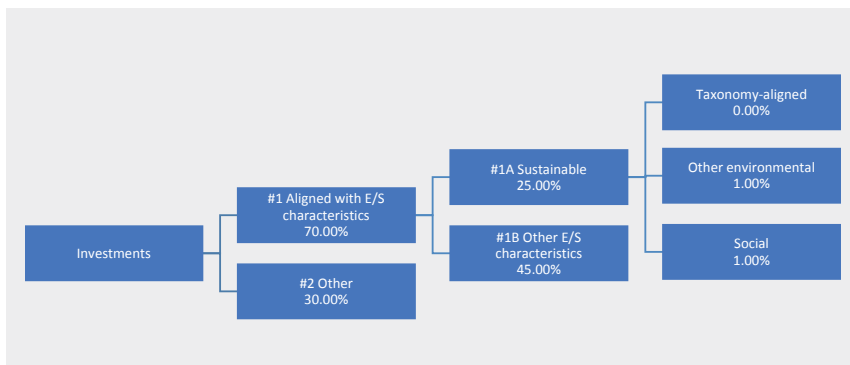 Investments
#1 Aligned with E/S
characteristics
70.00%
#2 Other
30.00%
#1A Sustainable
25.00%
#1B Other E/S
characteristics
45.00%
Taxonomy-aligned
0.00%
Other environmental
1.00%
Social
1.00%